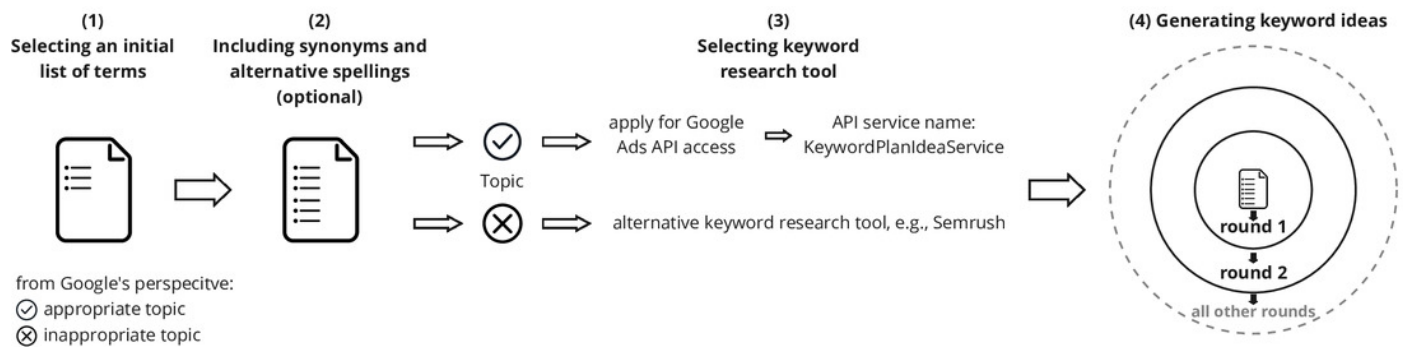 (1)
Selecting an initial
list of terms
(2)
Including synonyms and
alternative spellings
(optional)
(3)
Selecting keyword
research tool
(4) Generating keyword ideas
apply for Google
Ads API access
API service name:
KeywordPlanIdeaService
Topic
alternative keyword research tool, e.g., Semrush
round 1
round 2
all other rounds
from Google's perspecitve:
appropriate topic
inappropriate topic